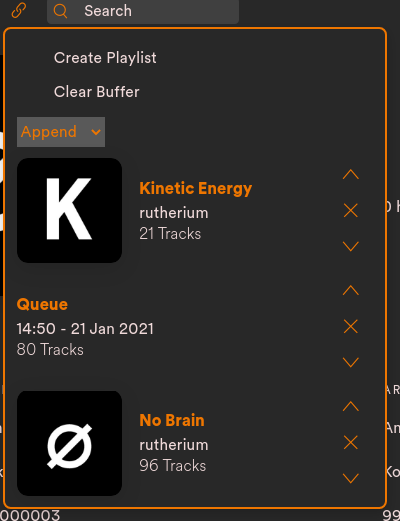 Search
Create Playlist
Clear Buffer
Append
K
Kinetic Energy
rutherium
21 Tracks
Queue
14:50 - 21 Jan 2021
80 Tracks
Ø
No Brain
rutherium
96 Tracks
000003
99